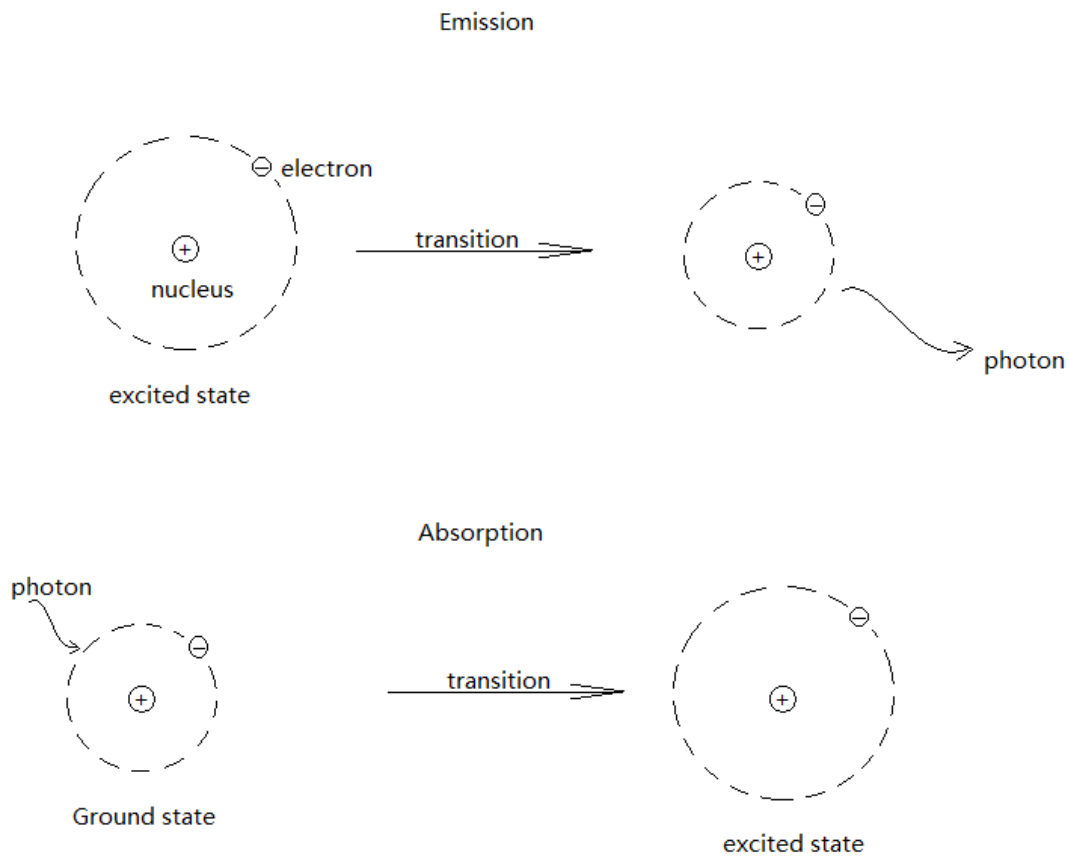 Emission
electron
transition
nucleus
photon
excited state
Absorption
photon
transition
Ground state
excited state